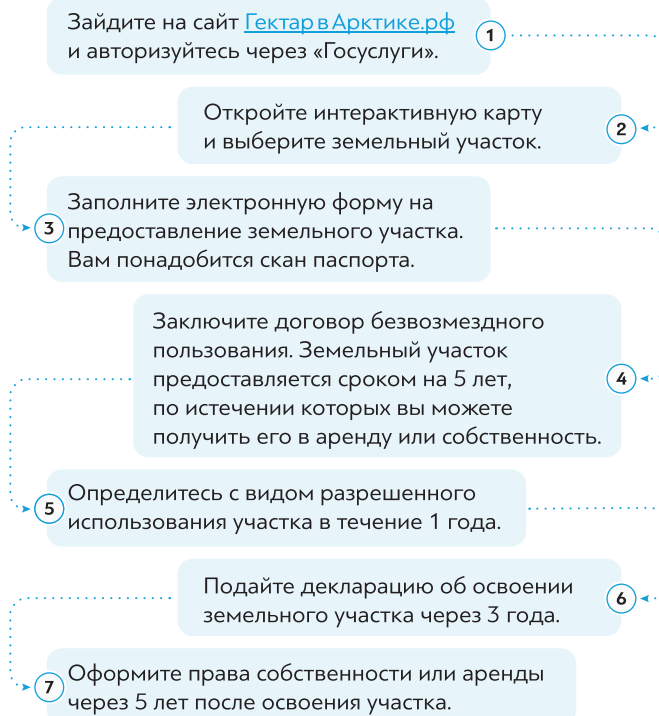 Зайдите на сайт Гектар в Арктике.рф
и авторизуйтесь через «Госуслуги».
1
Откройте интерактивную карту
и выберите земельный участок.
2
Заполните электронную форму на
3 предоставление земельного участка.
Вам понадобится скан паспорта.
Заключите договор безвозмездного
пользования. Земельный участок
предоставляется сроком на 5 лет,
4
по истечении которых вы можете
получить его в аренду или собственность.
Определитесь с видом разрешенного
5
использования участка в течение 1 года.
Подайте декларацию об освоении
6
земельного участка через 3 года.
Оформите права собственности или аренды
7
через 5 лет после освоения участка.